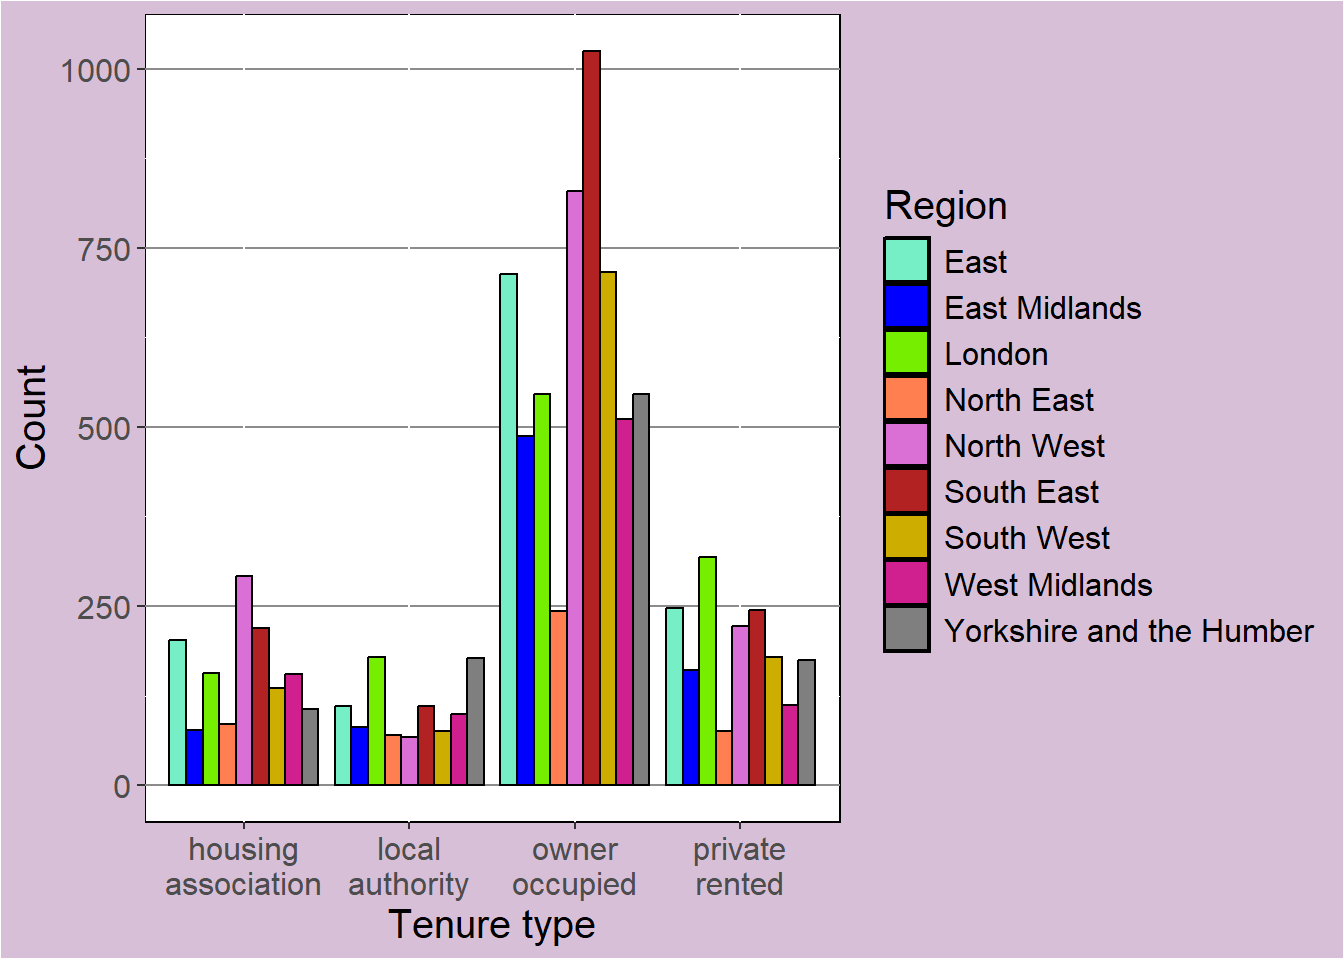 1000
750
500
250
0
Count
housing
association
local
authority
owner
occupied
private
rented
Tenure type
Region
East
East Midlands
London
North East
North West
South East
South West
West Midlands
Yorkshire and the Humber